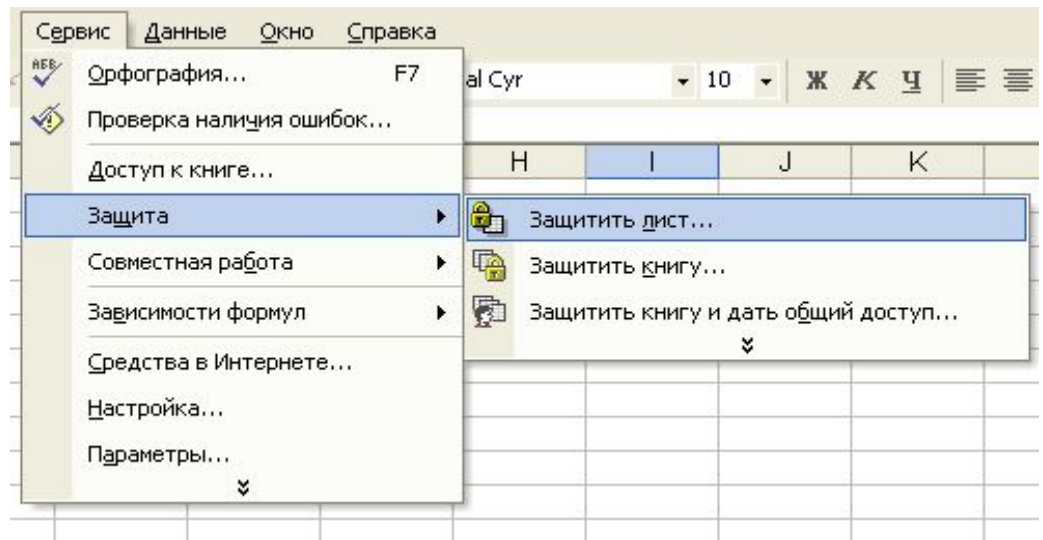 Сервис Данные Окно Справка
Орфография... F7
al Cyr 10 Ж К Ч
Проверка наличия ошибок...
H I J K
Доступ к книге...
Защита
Защитить лист...
Совместная работа
Защитить книгу...
Зависимости формул
Защитить книгу и дать общий доступ...
Средства в Интернете...
Настройка...
Параметры...